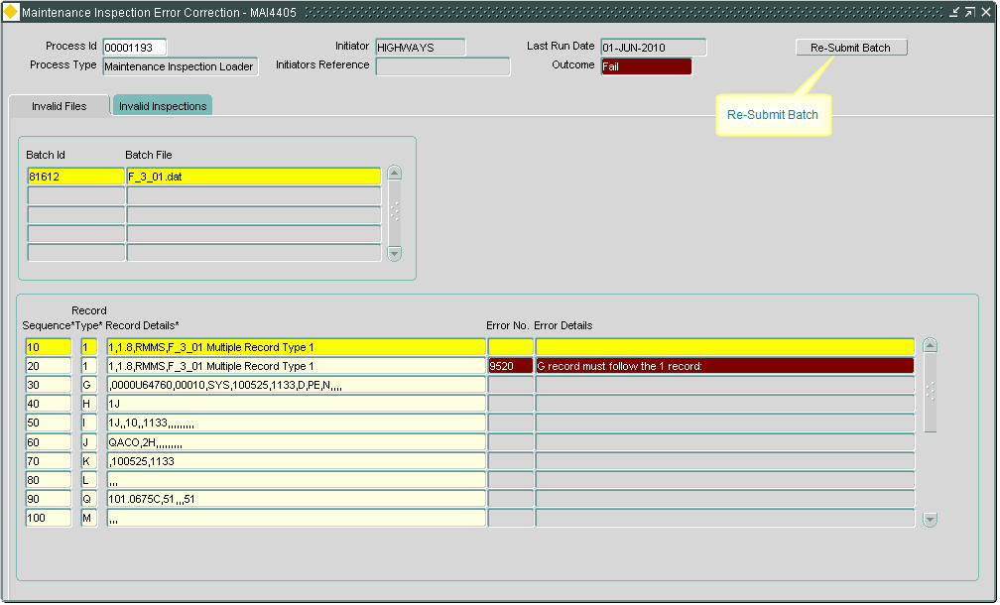 Maintenance Inspection Error Correction - MAI4405
Process Id 00001193 Initiator HIGHWAYS Last Run Date 01-JUN-2010 Re-Submit Batch
Process Type Maintenance Inspection Loader Initiators Reference Outcome Fail
Invalid Files Invalid Inspections
Re-Submit Batch
Batch Id Batch File
81612 F_3_01.dat
Record
Sequence*Type* Record Details* Error No. Error Details
10 1 1,1.8,RMMS,F_3_01 Multiple Record Type 1
20 1 1,1.8,RMMS,F_3_01 Multiple Record Type 1 9520 G record must follow the 1 record:
30 G ,0000U64760,00010,SYS,100525,1133,D,PE,N,,,,
40 H 1J
50 I 1J,,10,,1133,,,,,,,,,
60 J QACO,2H,,,,,,,,,
70 K ,100525,1133
80 L ,,,
90 Q 101.0675C,51,,,51
100 M ,,,